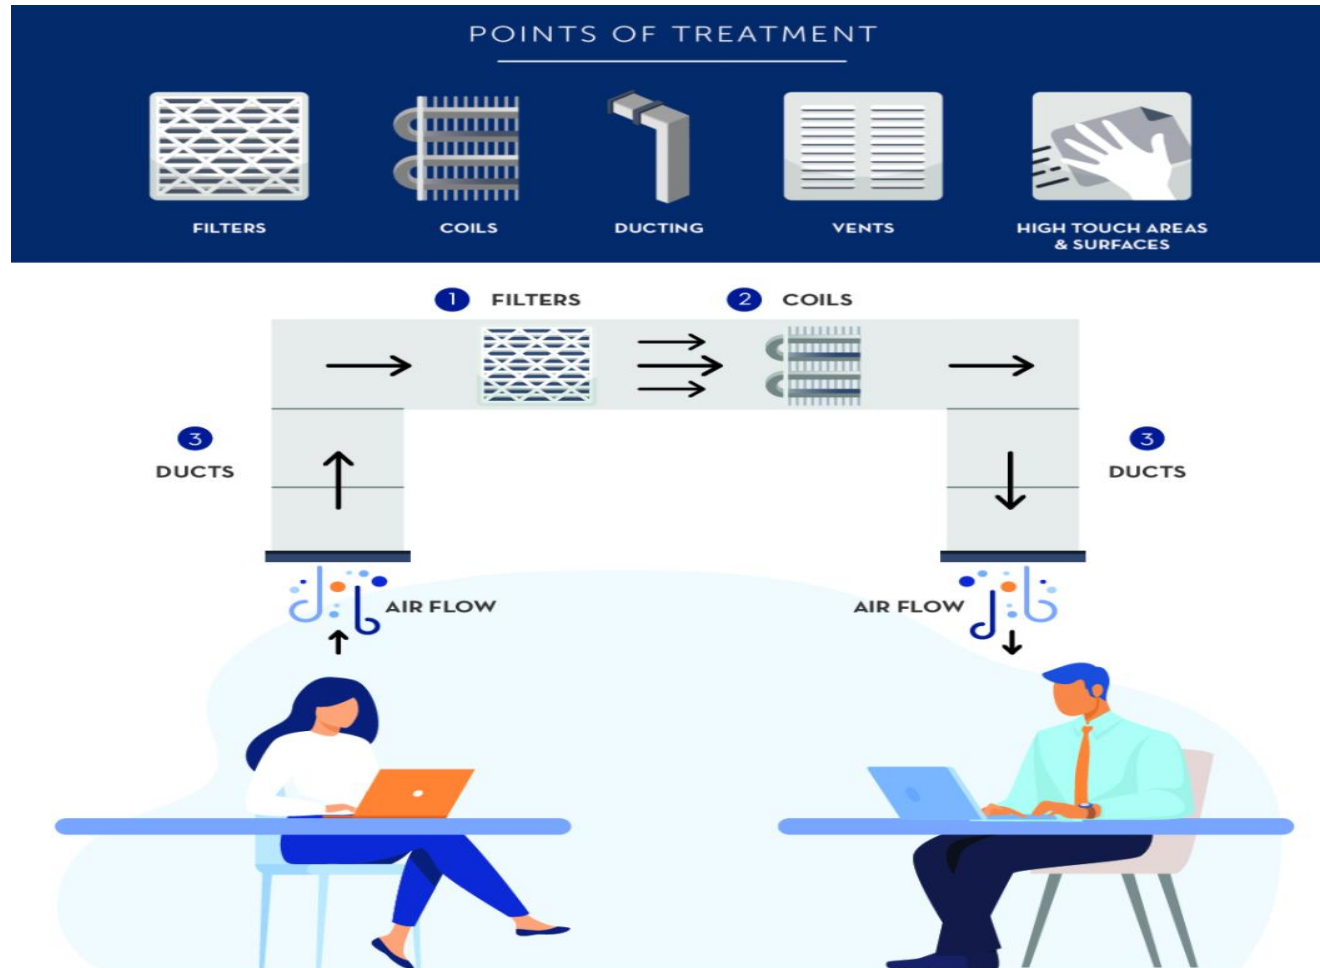 POINTS OF TREATMENT
FILTERS
COILS
DUCTING
VENTS
HIGH TOUCH AREAS
& SURFACES
1 FILTERS
2 COILS
3
DUCTS
3
DUCTS
AIR FLOW
AIR FLOW